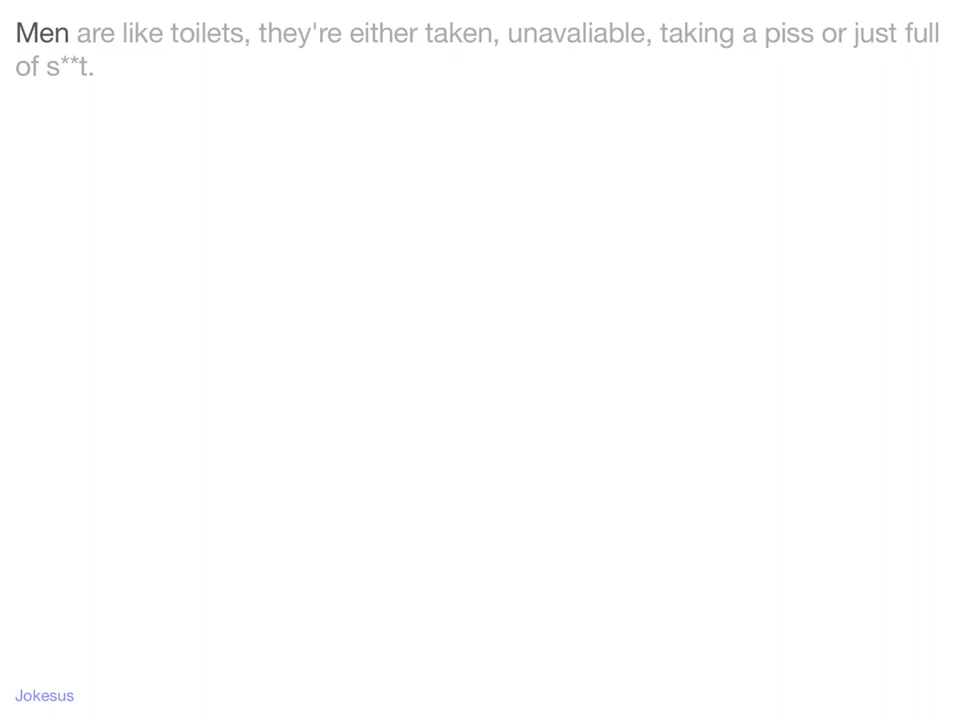 Men are like toilets, they're either taken, unavaliable, taking a piss or just full
of s**t.
Jokesus